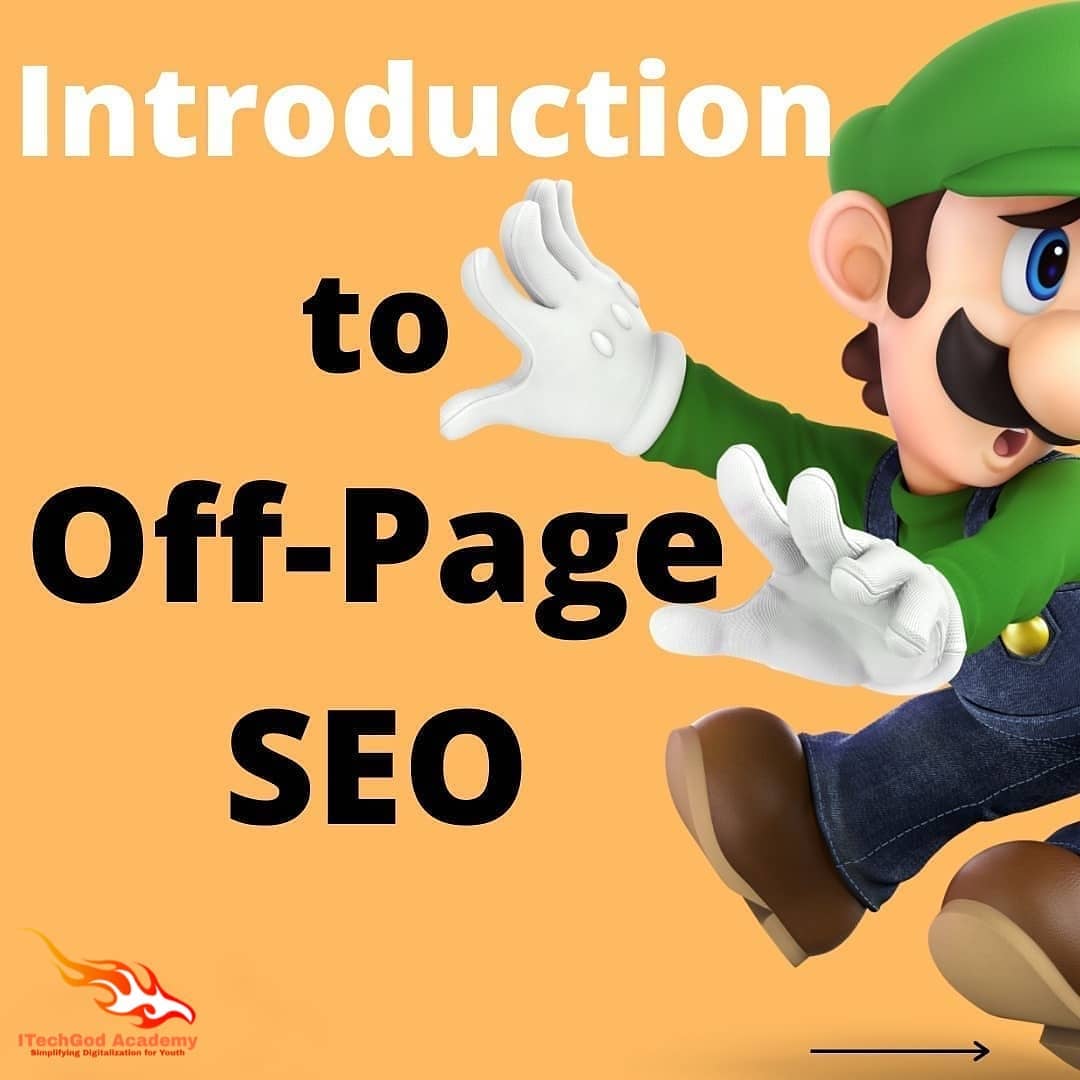 Introduction
to
Off-Page
SEO
ITechGod Academy
Simplifying Digitalization for Youth